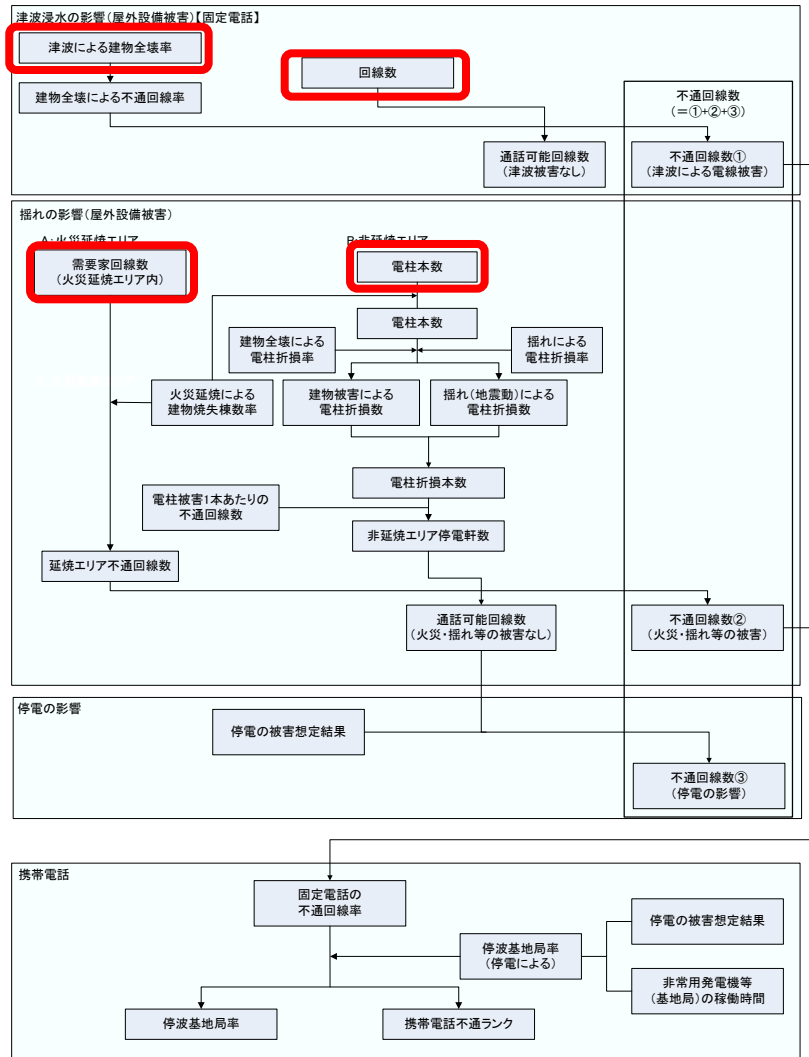 津波浸水の影響(屋外設備被害)【固定電話】
津波による建物全壊率
回線数
建物全壊による不通回線率
不通回線数
(=①+②+③)
通話可能回線数
(津波被害なし)
不通回線数①
(津波による電線被害)
揺れの影響(屋外設備被害)
A:火災延焼エリア
B:非延焼エリア
需要家回線数
(火災延焼エリア内)
電柱本数
電柱本数
建物全壊による
電柱折損率
揺れによる
電柱折損率
火災延焼による
建物焼失棟数率
建物被害による
電柱折損数
揺れ(地震動)による
電柱折損数
電柱折損本数
電柱被害1本あたりの
不通回線数
非延焼エリア停電軒数
延焼エリア不通回線数
通話可能回線数
(火災・揺れ等の被害なし)
不通回線数②
(火災・揺れ等の被害)
停電の影響
停電の被害想定結果
不通回線数③
(停電の影響)
携帯電話
固定電話の
不通回線率
停電の被害想定結果
停波基地局率
(停電による)
非常用発電機等
(基地局)の稼働時間
停波基地局率
携帯電話不通ランク